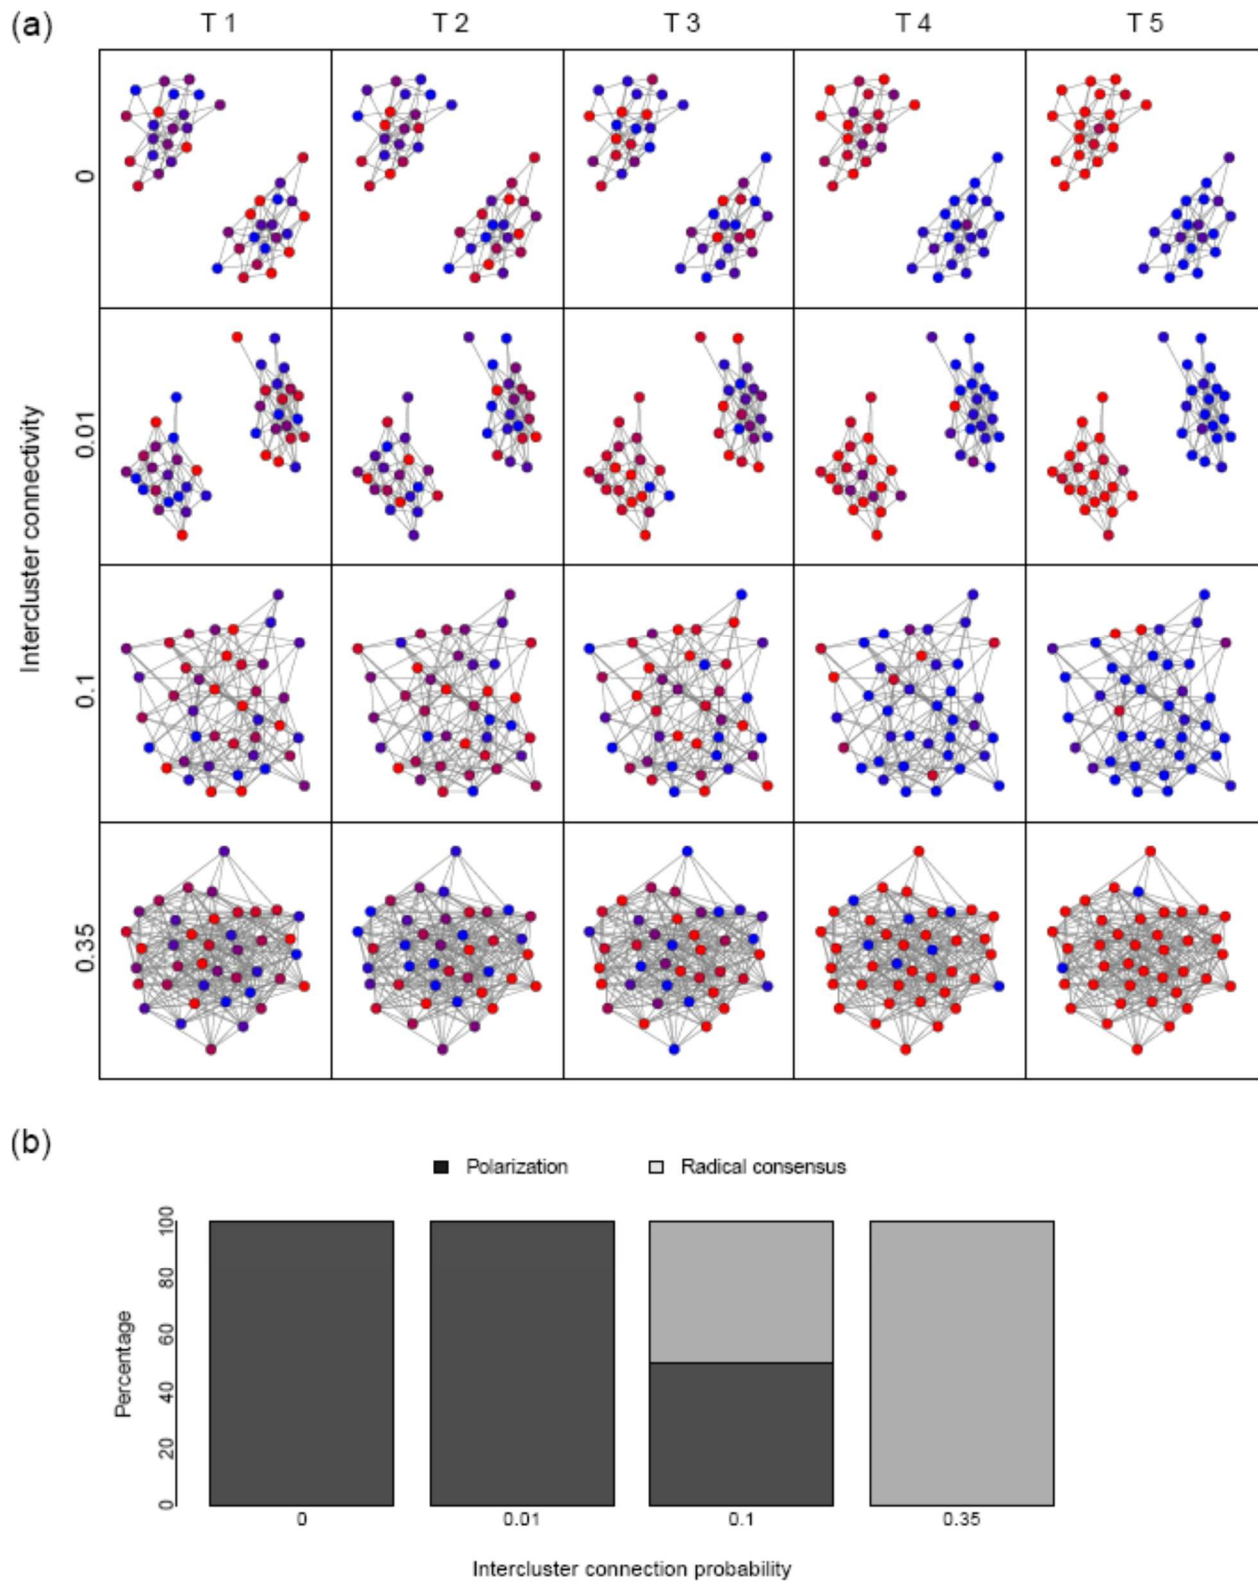 (a)
T 1 T 2 T 3 T 4 T 5
Intercluster connectivity
0
0.01
0.1
0.35
(b)
Polarization Radical consensus
Percentage
100
80
60
40
20
0
0 0.01 0.1 0.35
Intercluster connection probability